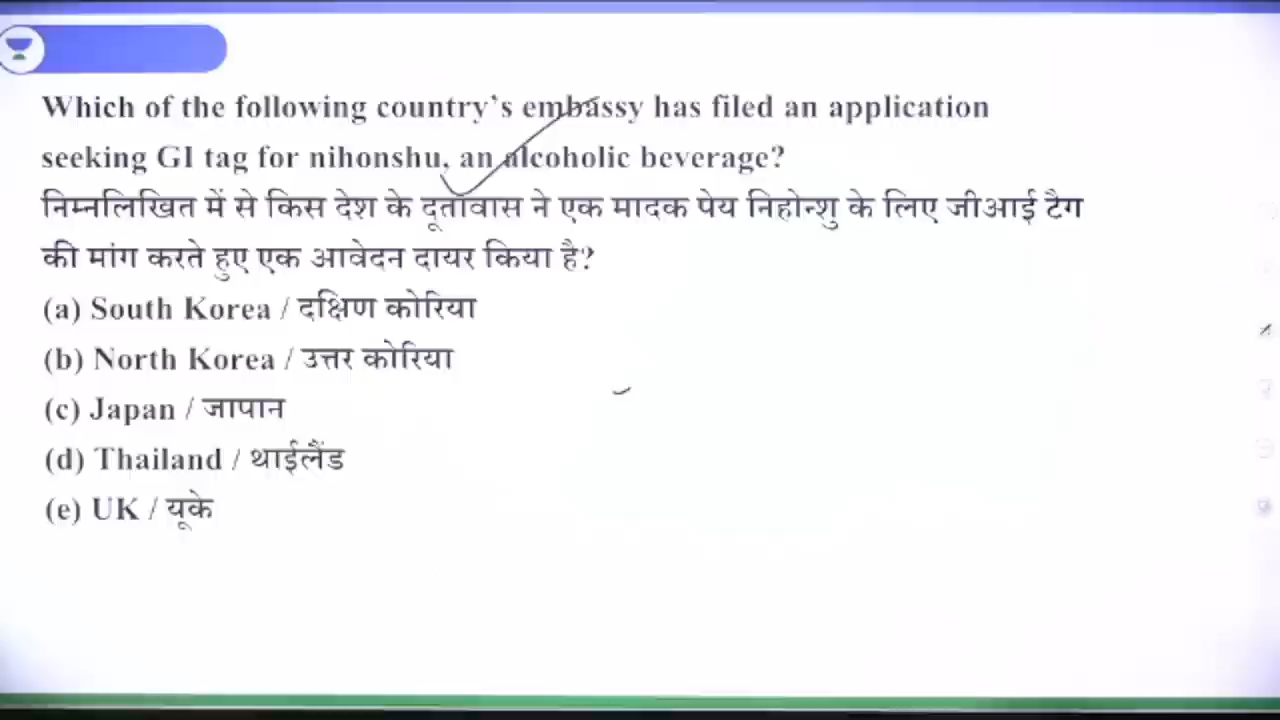 Which of the following country's embassy has filed an application
seeking GI tag for nihonshu, an alcoholic beverage?
निम्नलिखित में से किस देश के दूतावास ने एक मादक पेय निहोन्शु के लिए जीआई टैग
की मांग करते हुए एक आवेदन दायर किया है?
(a) South Korea / दक्षिण कोरिया
(b) North Korea / उत्तर कोरिया
(c) Japan / जापान
(d) Thailand / थाईलैंड
(e) UK / यूके